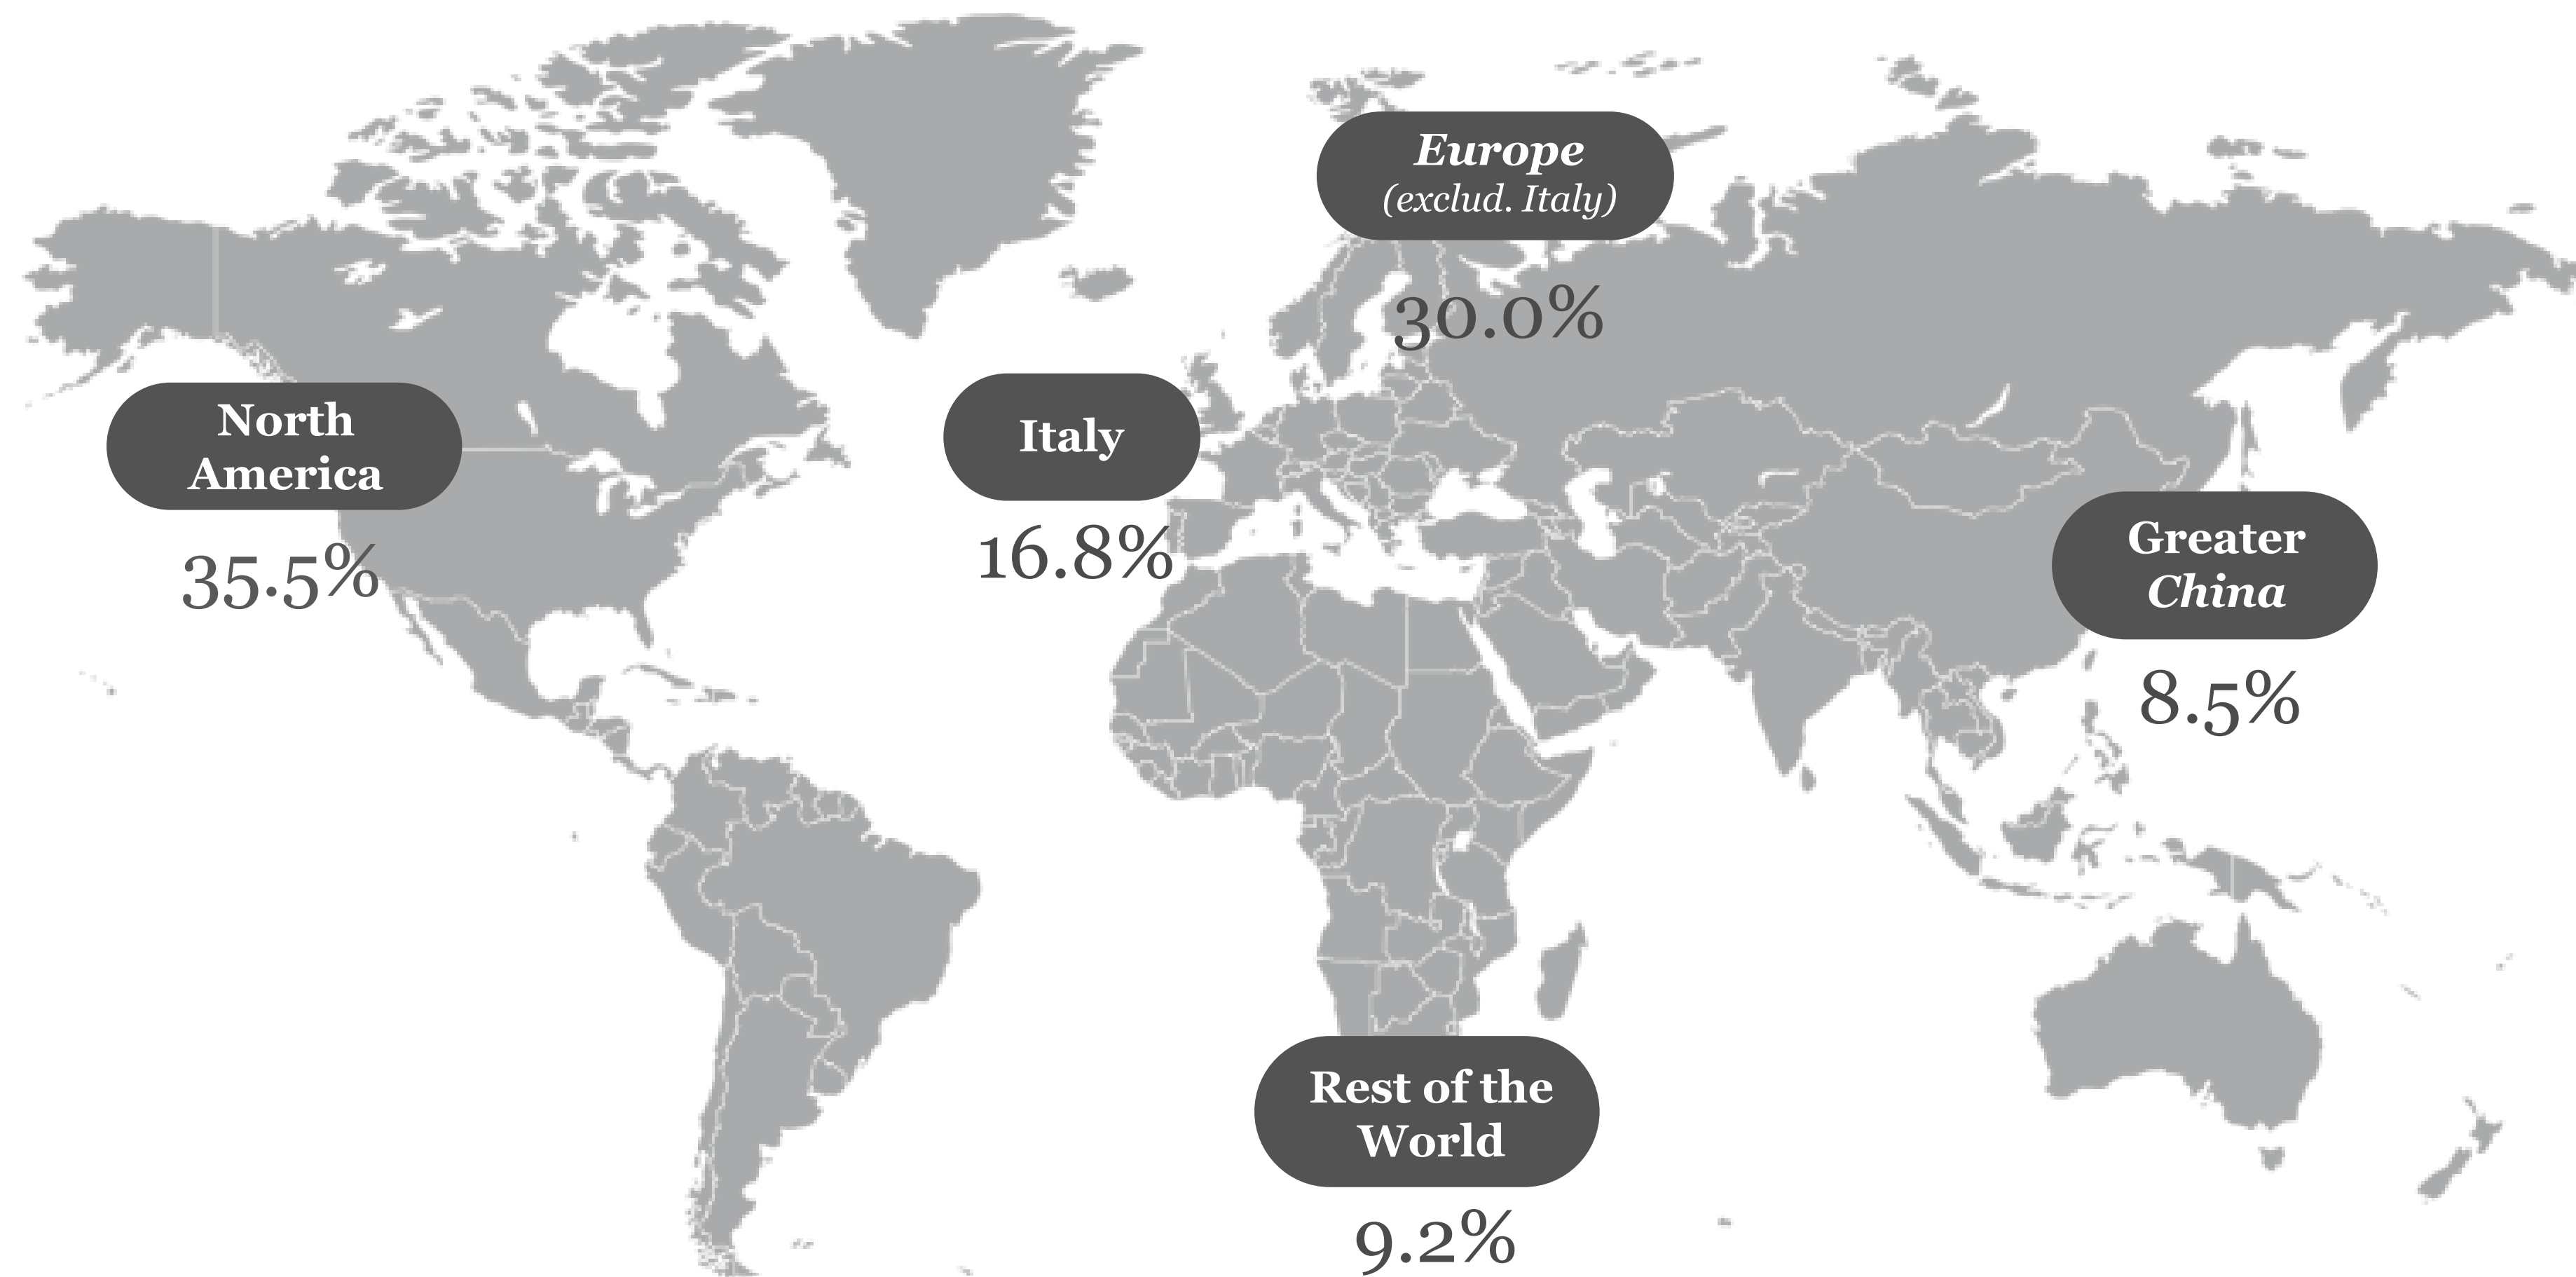 Europe
(exclud. Italy)
30.0%
North
America
35.5%
Italy
16.8%
Greater
China
8.5%
Rest of the
World
9.2%